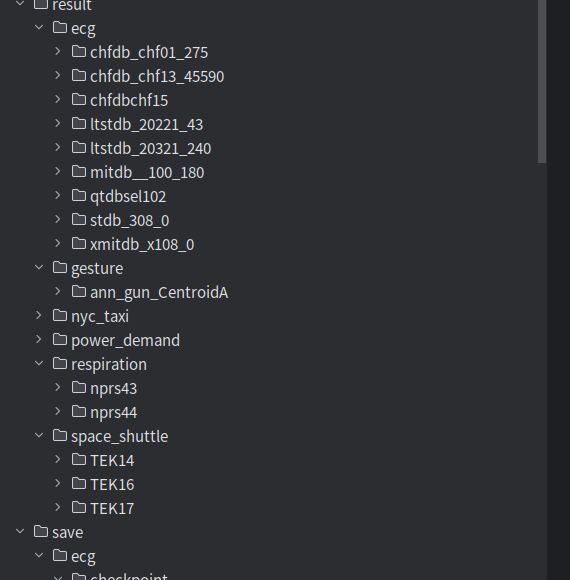 result
ecg
chfdb_chf01_275
chfdb_chf13_45590
chfdbchf15
ltstdb_20221_43
ltstdb_20321_240
mitdb__100_180
qtdbsel102
stdb_308_0
xmitdb_x108_0
gesture
ann_gun_CentroidA
nyc_taxi
power_demand
respiration
nprs43
nprs44
space_shuttle
TEK14
TEK16
TEK17
save
ecg
checkpoint